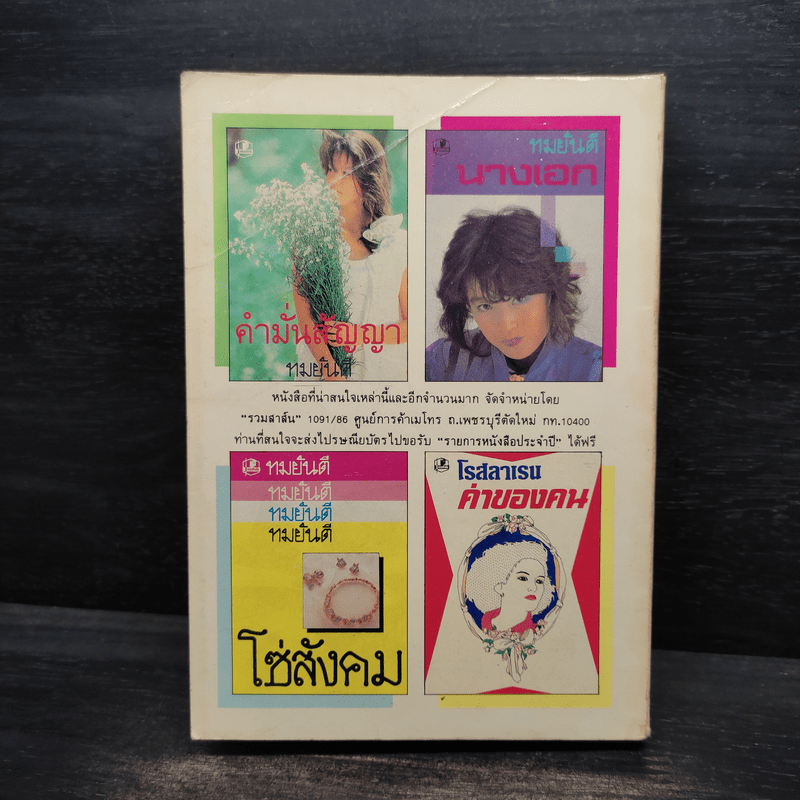 คำมั่นสัญญา
ทมยันตี
ทมยันตี
นางเอก
หนังสือที่น่าสนใจเหล่านี้และอีกจำนวนมาก จัดจำหน่ายโดย
"รวมสาส์น" 1091/86 ศูนย์การค้าเมโทร ถ.เพชรบุรีตัดใหม่ กท.10400
ท่านที่สนใจจะส่งไปรษณียบัตรไปขอรับ "รายการหนังสือประจำปี" ได้ฟรี
ทมยันตี
ทมยันตี
ทมยันตี
ทมยันตี
โซ่สังคม
โรสลาเรน
ค่าของคน